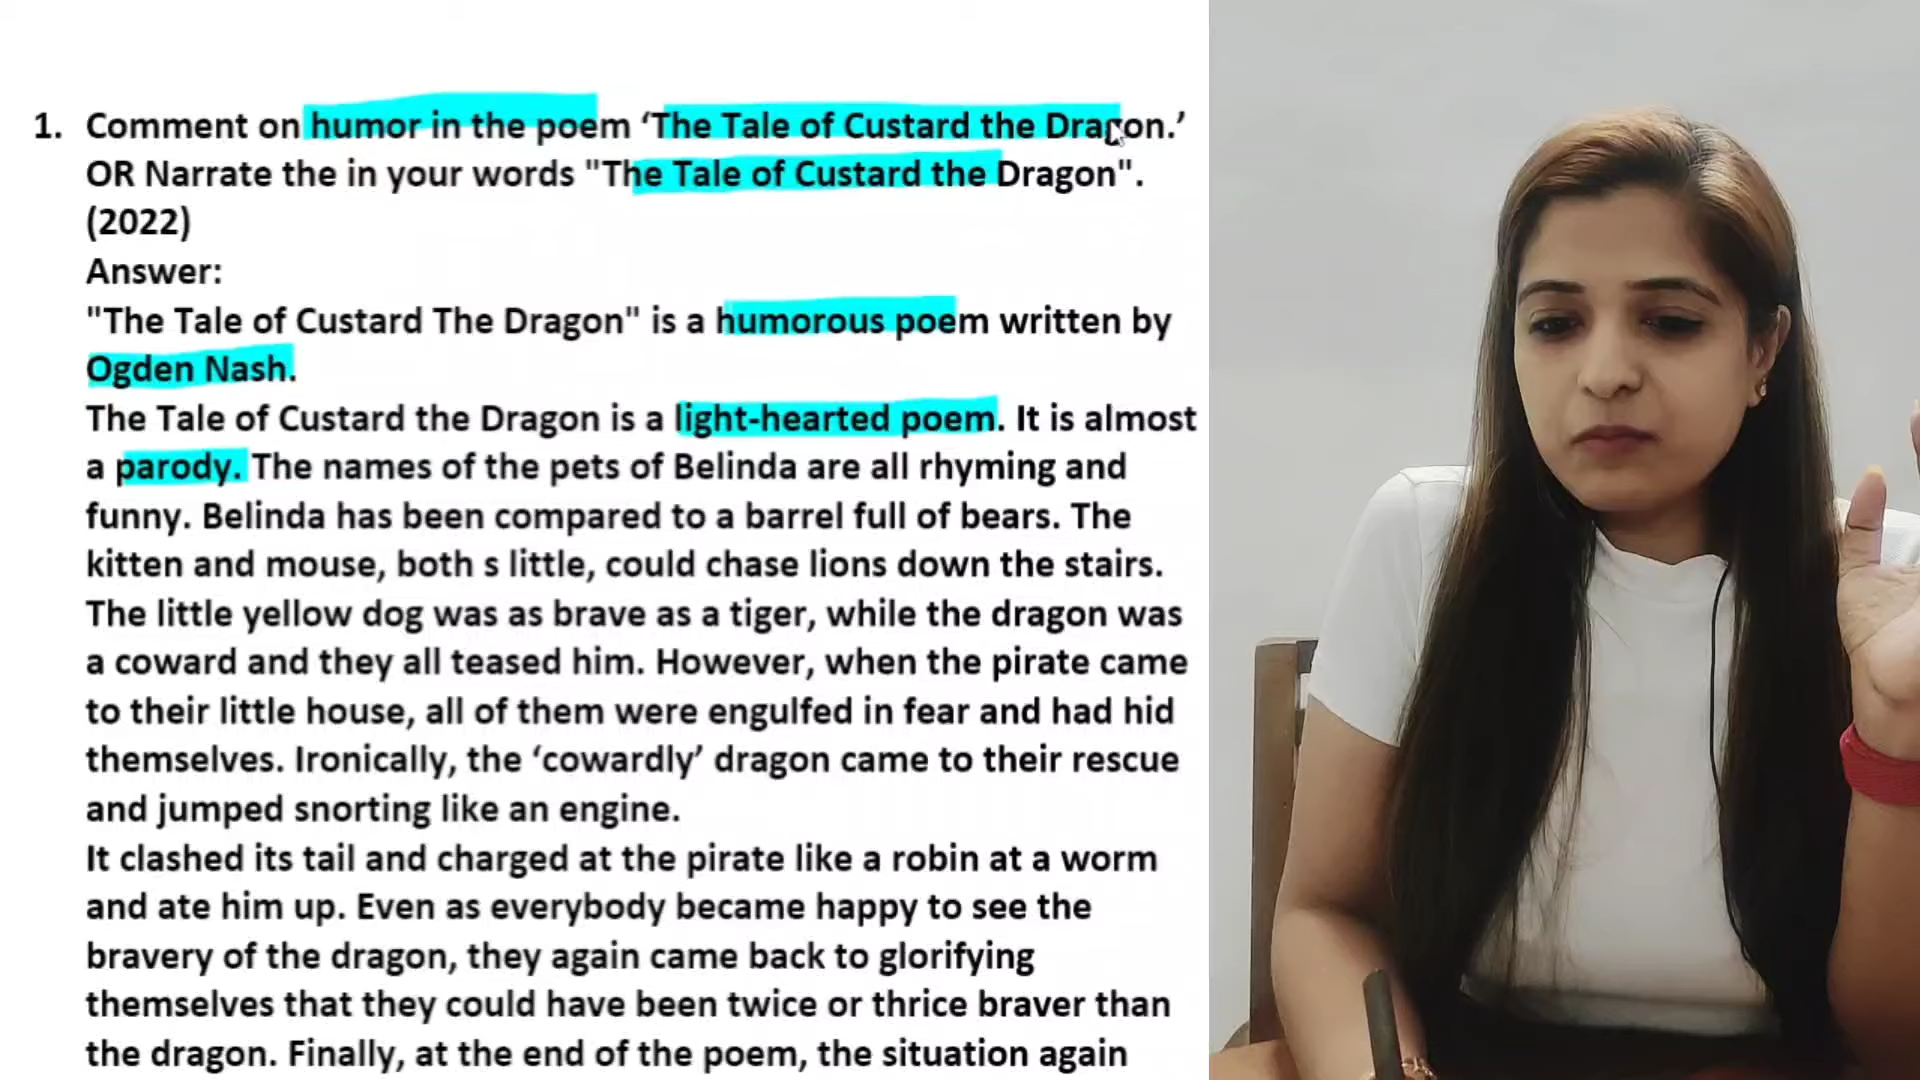 1. Comment on humor in the poem ‘The Tale of Custard the Dragon.’
OR Narrate the in your words "The Tale of Custard the Dragon".
(2022)
Answer:
"The Tale of Custard The Dragon" is a humorous poem written by
Ogden Nash.
The Tale of Custard the Dragon is a light-hearted poem. It is almost
a parody. The names of the pets of Belinda are all rhyming and
funny. Belinda has been compared to a barrel full of bears. The
kitten and mouse, both s little, could chase lions down the stairs.
The little yellow dog was as brave as a tiger, while the dragon was
a coward and they all teased him. However, when the pirate came
to their little house, all of them were engulfed in fear and had hid
themselves. Ironically, the ‘cowardly’ dragon came to their rescue
and jumped snorting like an engine.
It clashed its tail and charged at the pirate like a robin at a worm
and ate him up. Even as everybody became happy to see the
bravery of the dragon, they again came back to glorifying
themselves that they could have been twice or thrice braver than
the dragon. Finally, at the end of the poem, the situation again